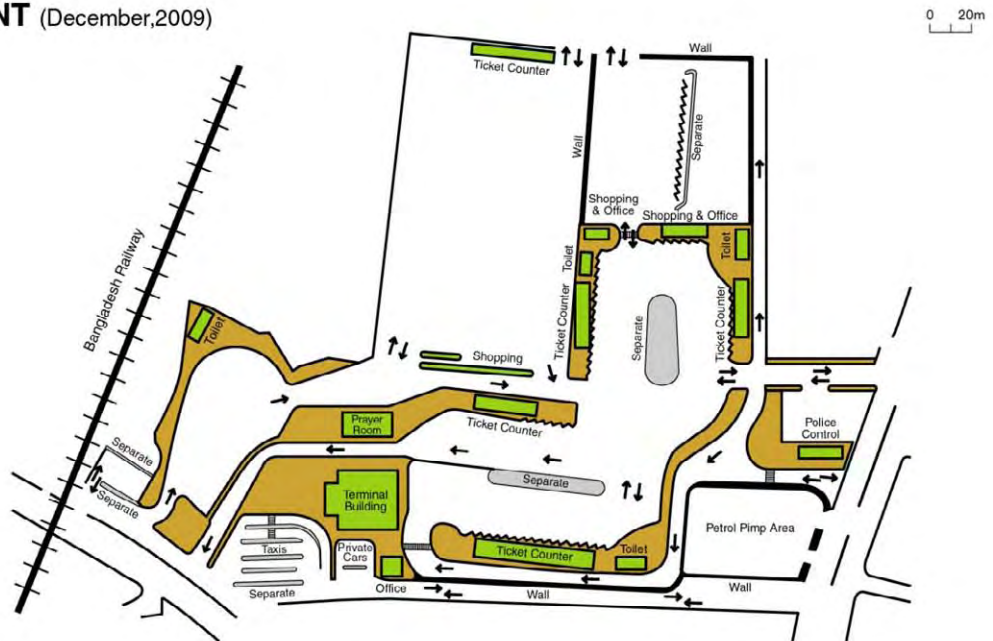 NT (December,2009)
0 20m
Wall
Ticket Counter
Wall
Separate
Shopping
& Office
Shopping & Office
Toilet
Toilet
Bangladesh Railway
Ticket Counter
Separate
Ticket Counter
Toilet
Shopping
Prayer
Room
Ticket Counter
Police
Control
Separate
Separate
Separate
Terminal
Building
Petrol Pimp Area
Taxis
Private
Cars
Ticket Counter
Toilet
Separate
Office
Wall
Wall